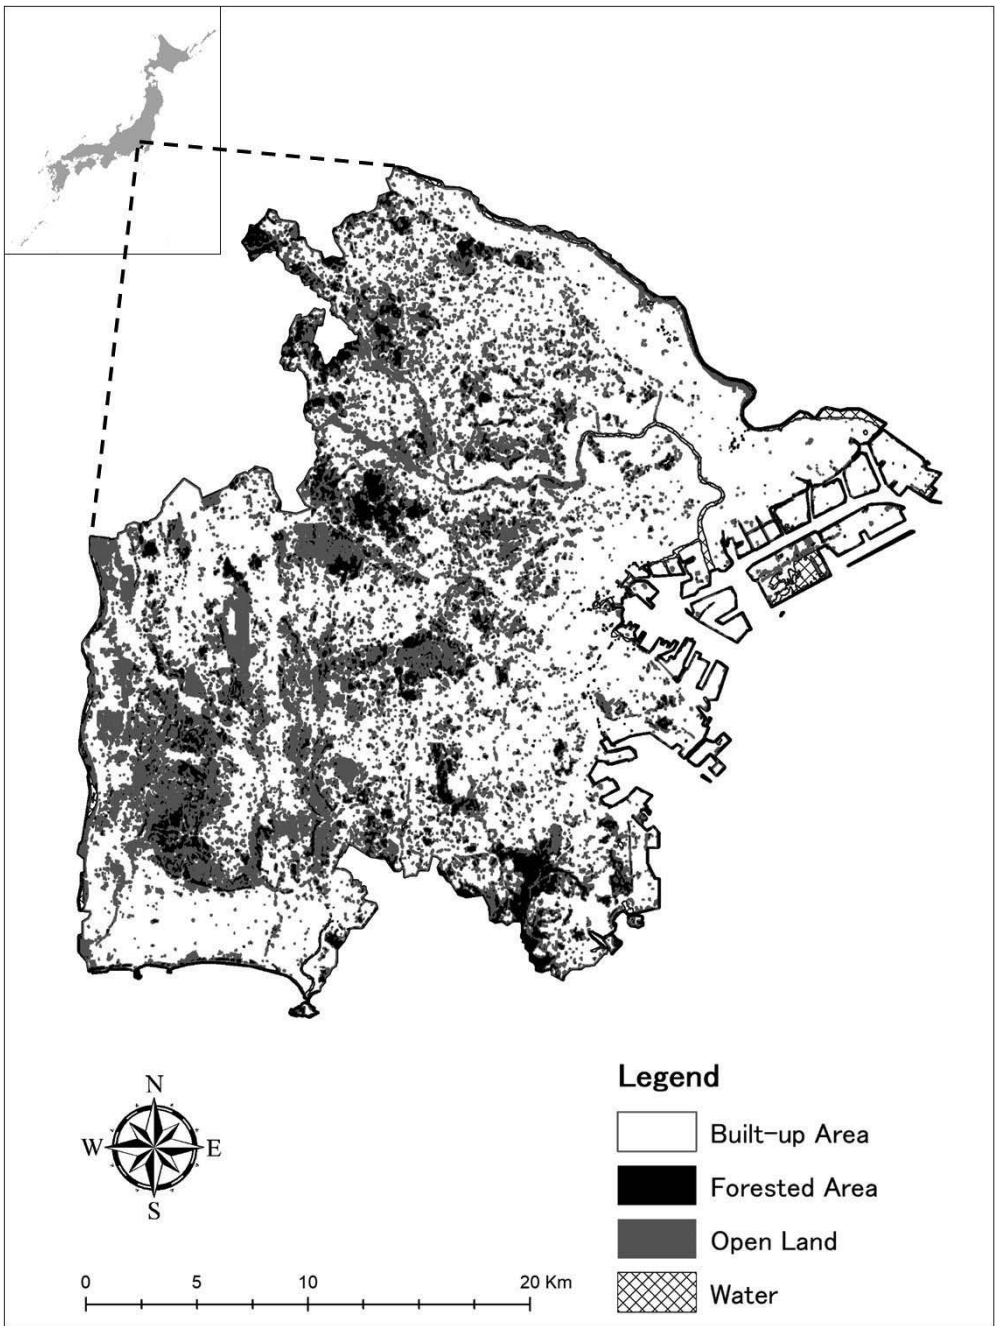 N
W E
S
0 5 10 20 Km
Legend
Built-up Area
Forested Area
Open Land
Water